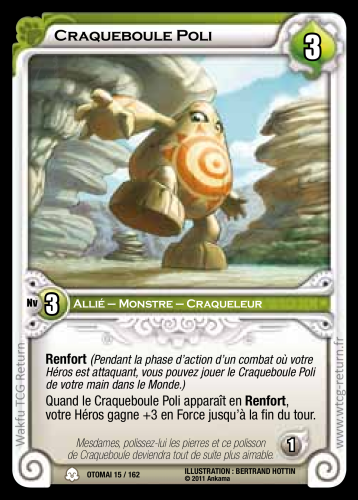 Craqueboule Poli
3
Nv 3 Allié – Monstre – Craqueleur
Renfort (Pendant la phase d'action d'un combat où votre
Héros est attaquant, vous pouvez jouer le Craqueboule Poli
de votre main dans le Monde.)
Quand le Craqueboule Poli apparaît en Renfort,
votre Héros gagne +3 en Force jusqu'à la fin du tour.
Mesdames, polissez-lui les pierres et ce polisson
de Craqueboule deviendra tout de suite plus aimable.
1
OTOMAI 15 / 162
ILLUSTRATION : BERTRAND HOTTIN
© 2011 Ankama
Wakfu TCG Return
www.wtcg-return.fr